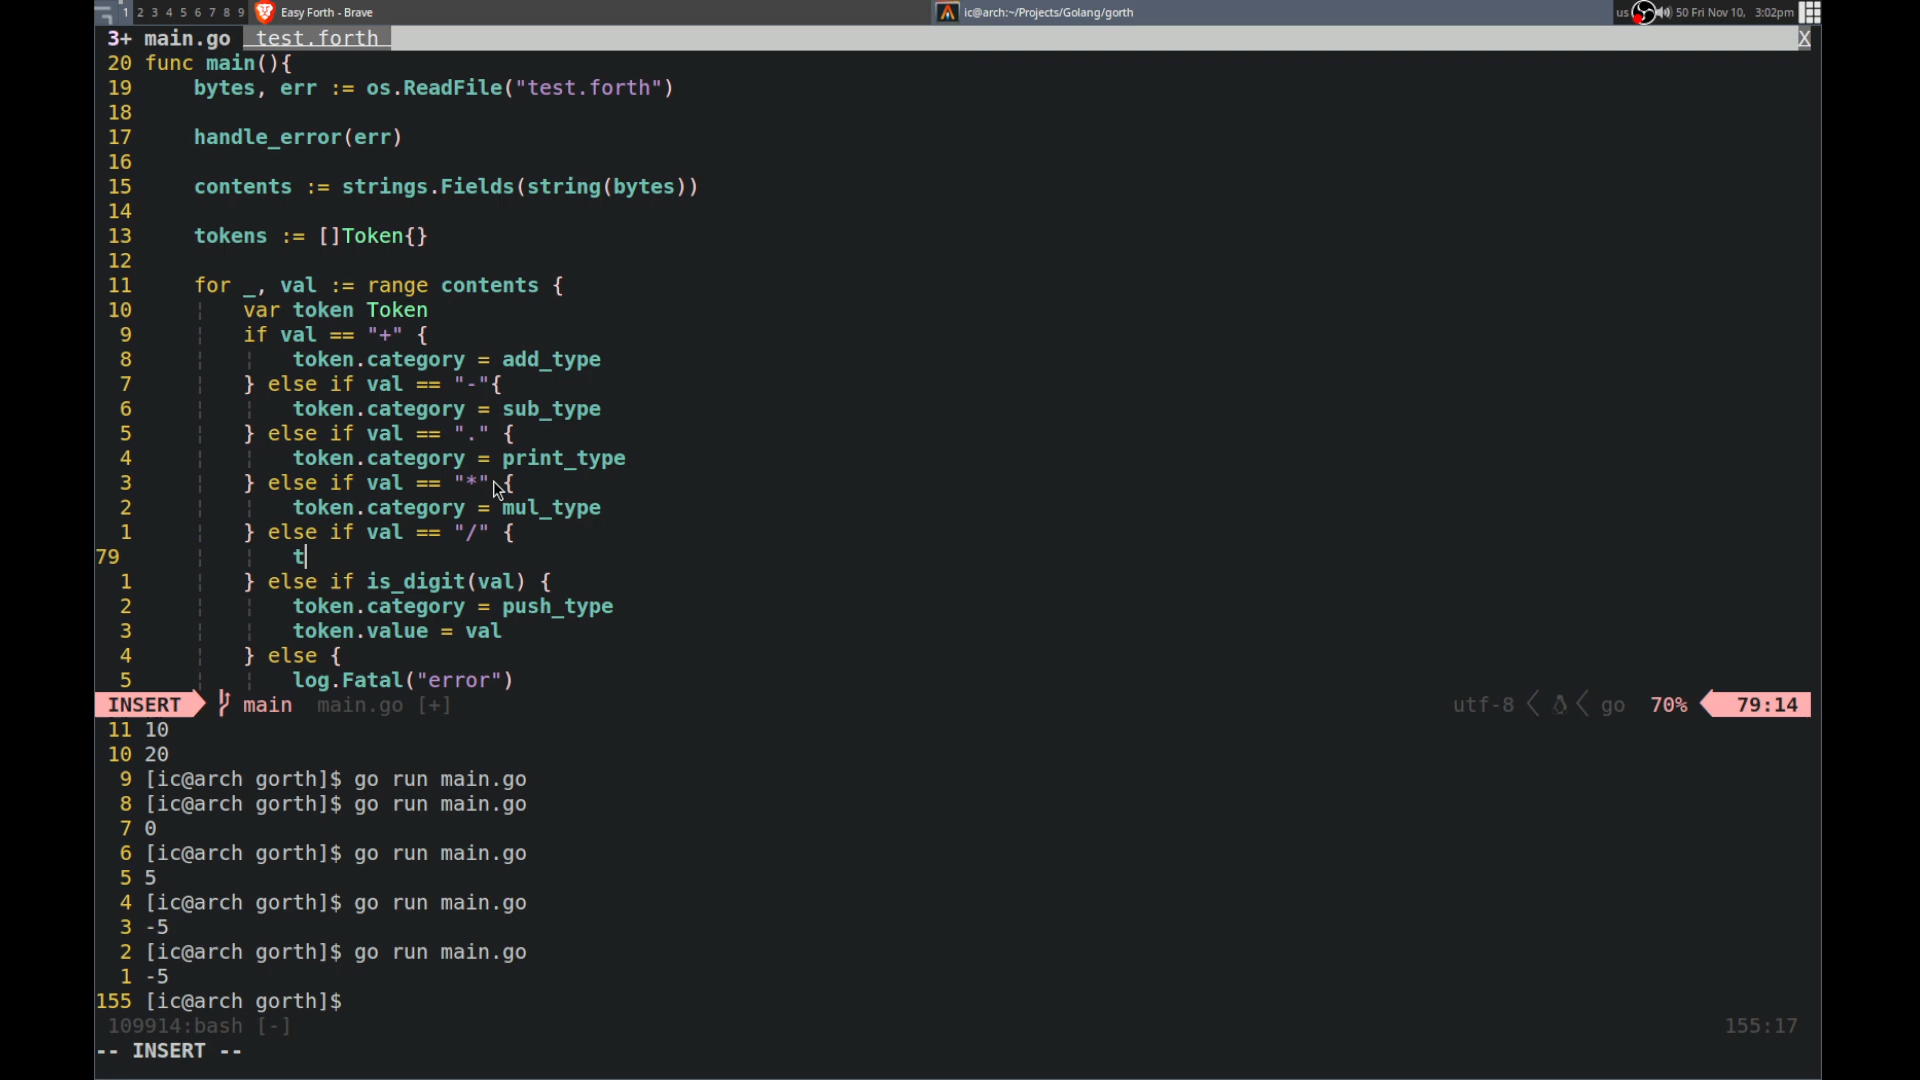 1 2 3 4 5 6 7 8 9 Easy Forth - Brave ic@arch:~/Projects/Golang/gorth us 50 Fri Nov 10, 3:02pm
3+ main.go test.forth X
20 func main(){
19 bytes, err := os.ReadFile("test.forth")
18
17 handle_error(err)
16
15 contents := strings.Fields(string(bytes))
14
13 tokens := []Token{}
12
11 for _, val := range contents {
10 var token Token
9 if val == "+" {
8 token.category = add_type
7 } else if val == "-"{
6 token.category = sub_type
5 } else if val == "." {
4 token.category = print_type
3 } else if val == "*" {
2 token.category = mul_type
1 } else if val == "/" {
79 t
1 } else if is_digit(val) {
2 token.category = push_type
3 token.value = val
4 } else {
5 log.Fatal("error")
INSERT main main.go [+] utf-8 go 70% 79:14
11 10
10 20
9 [ic@arch gorth]$ go run main.go
8 [ic@arch gorth]$ go run main.go
7 0
6 [ic@arch gorth]$ go run main.go
5 5
4 [ic@arch gorth]$ go run main.go
3 -5
2 [ic@arch gorth]$ go run main.go
1 -5
155 [ic@arch gorth]$
109914:bash [-] 155:17
-- INSERT --